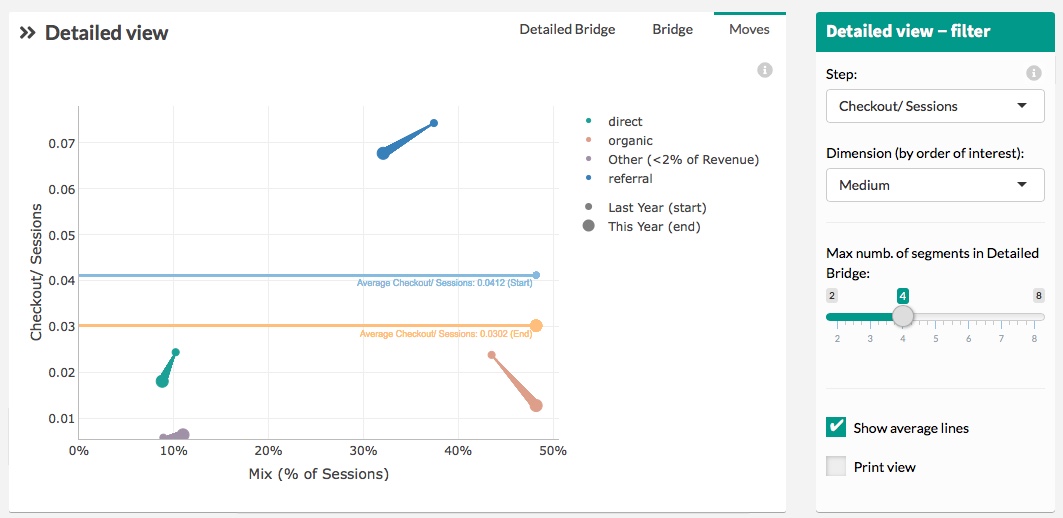 Detailed view
Detailed Bridge
Bridge
Moves
i
0.07
0.06
0.05
0.04
0.03
0.02
0.01
Checkout/ Sessions
Average Checkout/ Sessions: 0.0412 (Start)
Average Checkout/ Sessions: 0.0302 (End)
0%
10%
20%
30%
40%
50%
Mix (% of Sessions)
direct
organic
Other (<2% of Revenue)
referral
Last Year (start)
This Year (end)
Detailed view – filter
Step:
i
Checkout/ Sessions
Dimension (by order of interest):
Medium
Max numb. of segments in Detailed
Bridge:
2
4
8
2 3 4 5 6 7 8
Show average lines
Print view